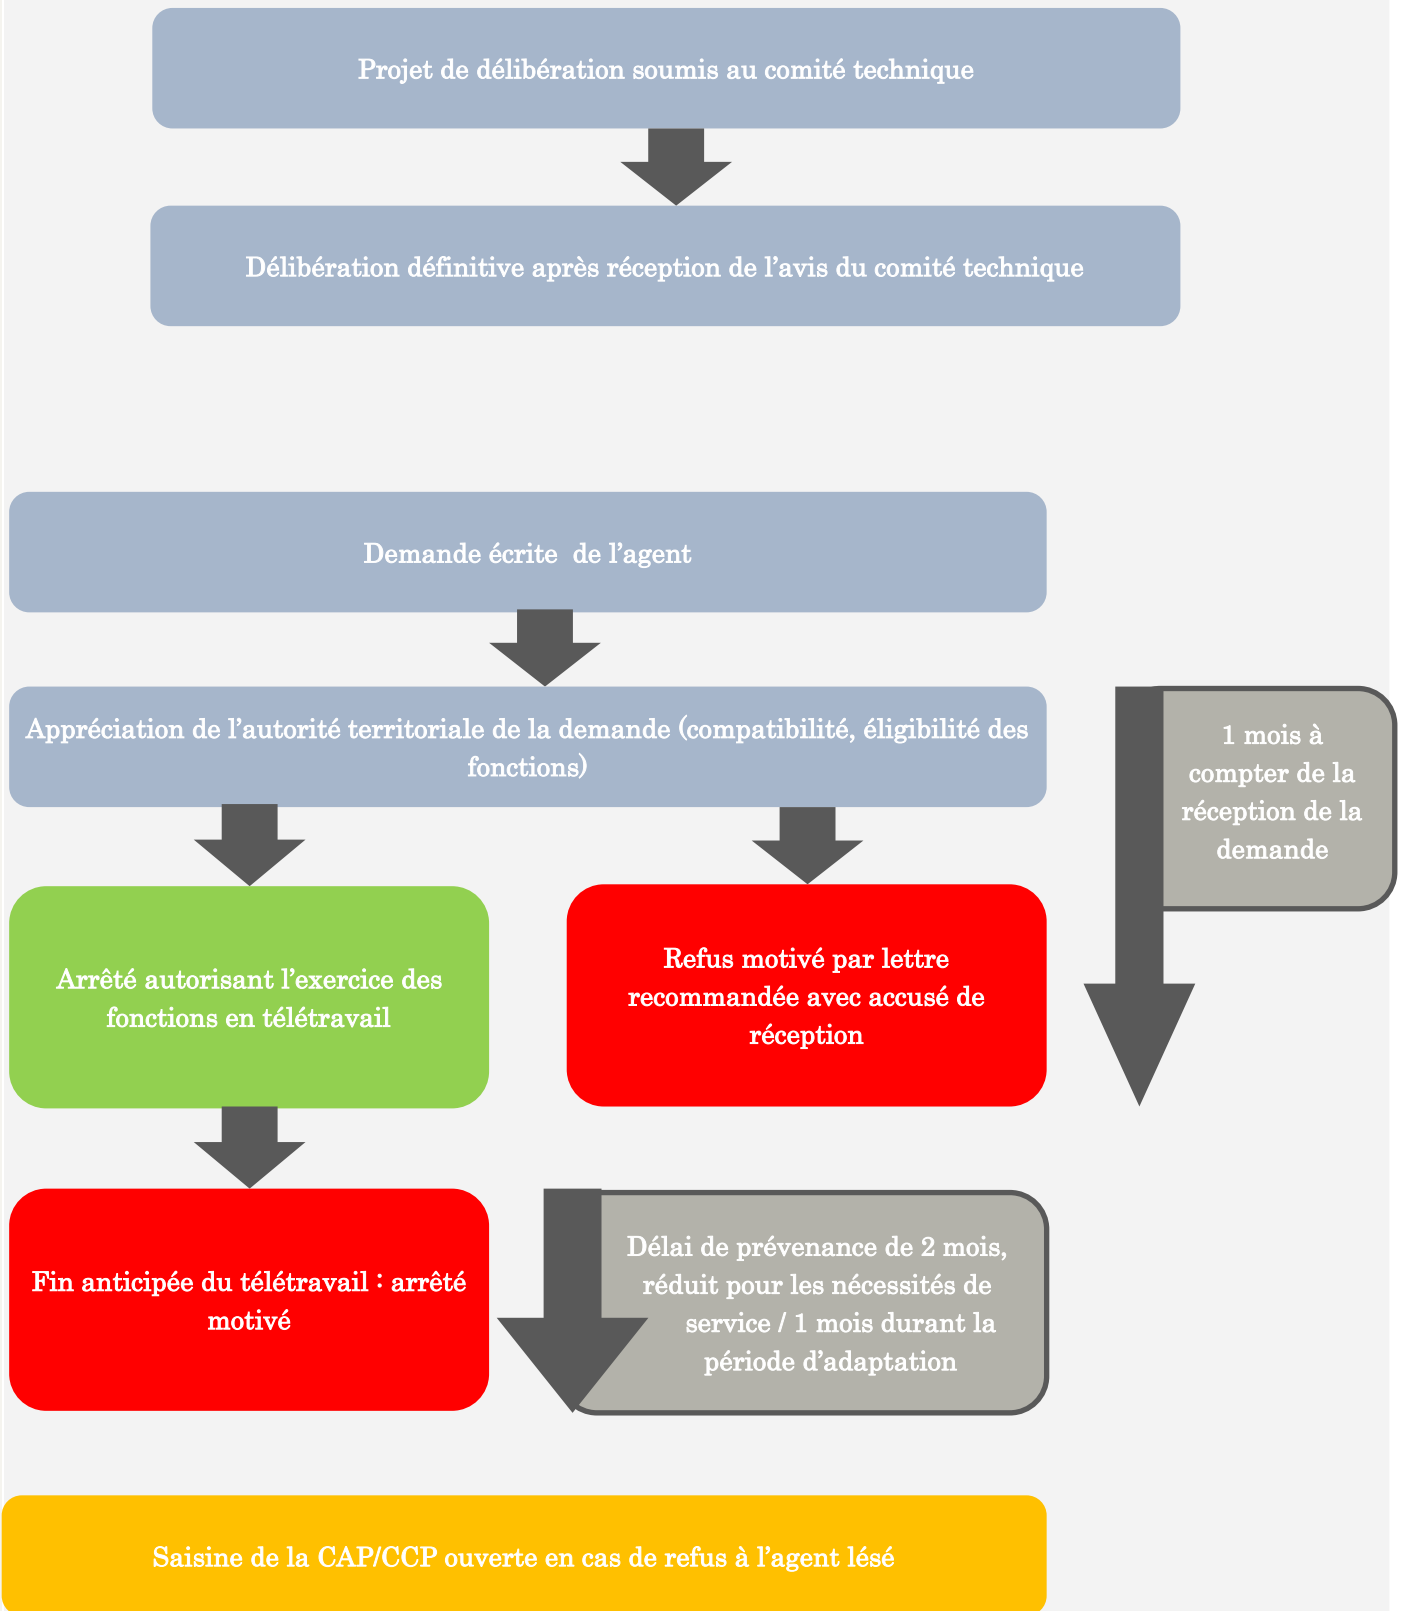 Projet de délibération soumis au comité technique
Délibération définitive après réception de l’avis du comité technique
Demande écrite  de l’agent
Appréciation de l’autorité territoriale de la demande (compatibilité, éligibilité des
fonctions)
1 mois à
compter de la
réception de la
demande
Arrêté autorisant l’exercice des
fonctions en télétravail
Refus motivé par lettre
recommandée avec accusé de
réception
Fin anticipée du télétravail : arrêté
motivé
Délai de prévenance de 2 mois,
réduit pour les nécessités de
service / 1 mois durant la
période d’adaptation
Saisine de la CAP/CCP ouverte en cas de refus à l’agent lésé